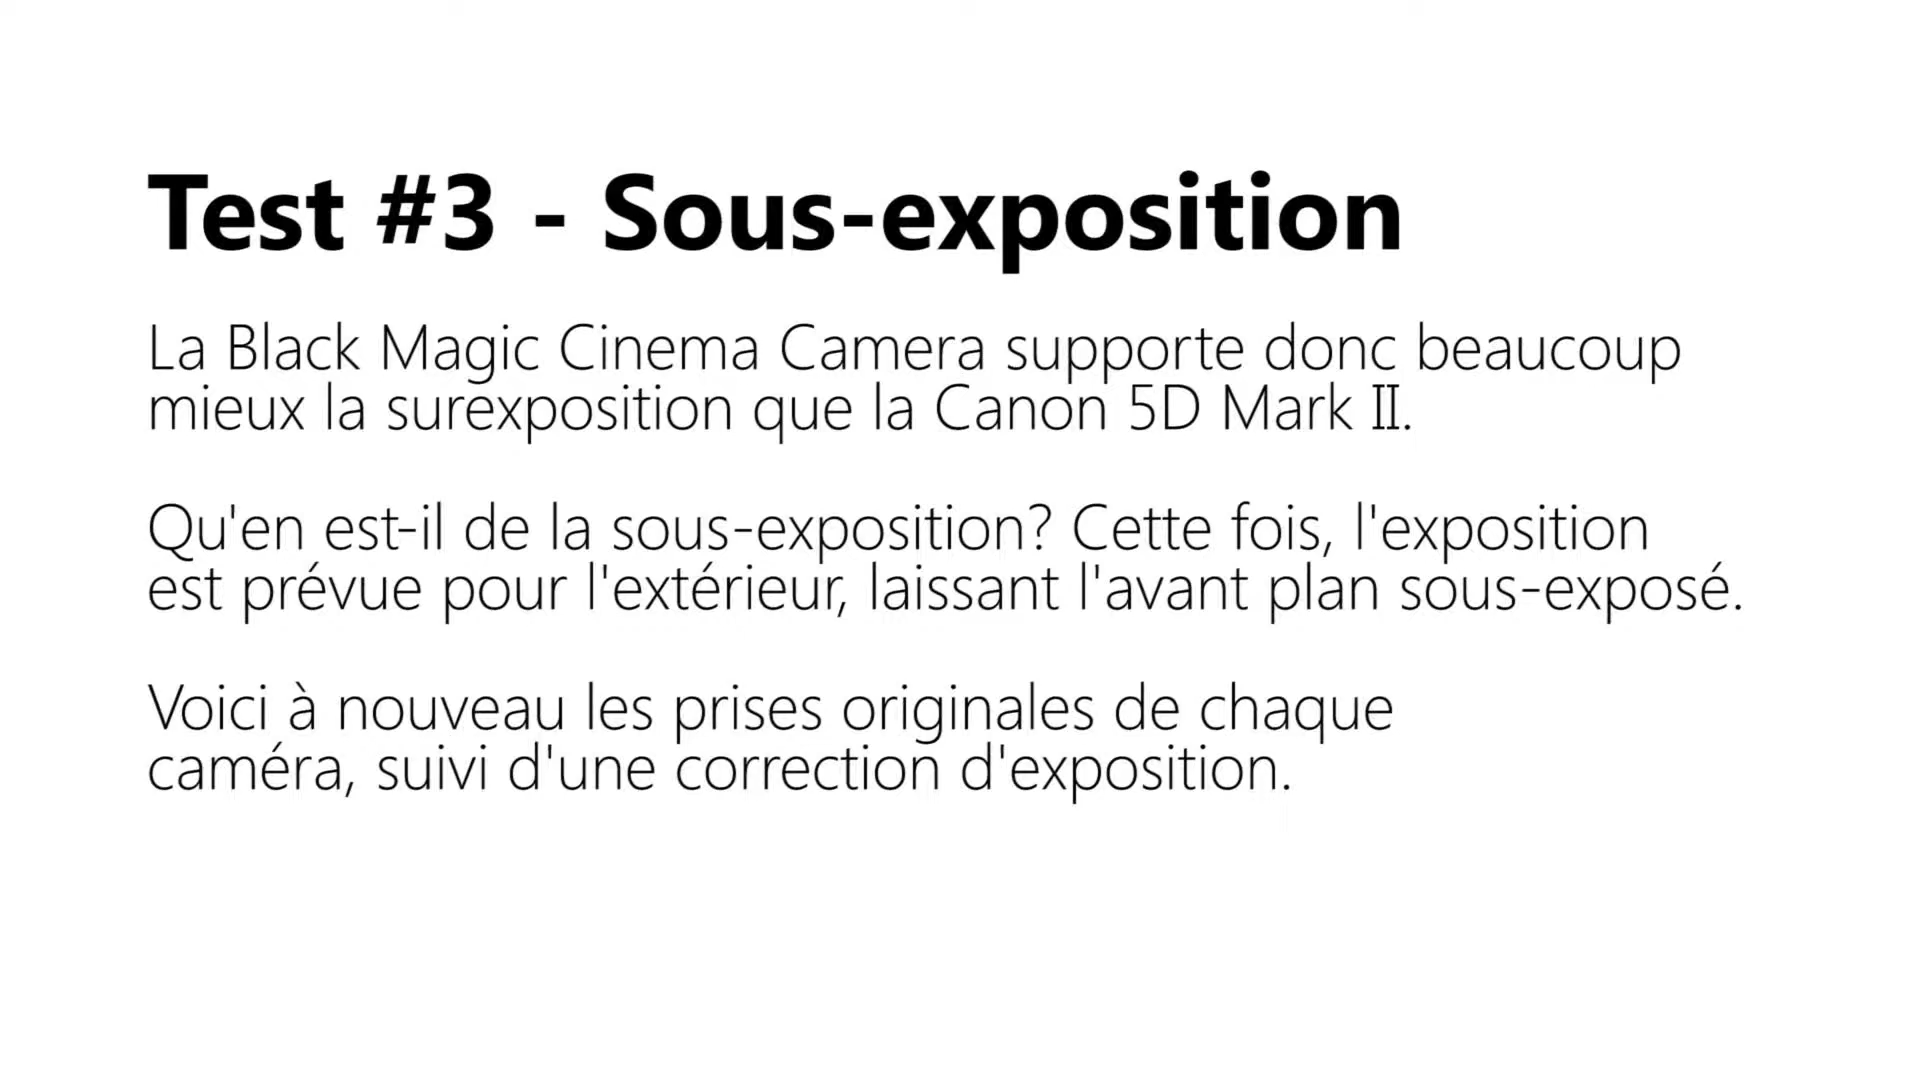 Test #3 - Sous-exposition
La Black Magic Cinema Camera supporte donc beaucoup
mieux la surexposition que la Canon 5D Mark II.
Qu'en est-il de la sous-exposition? Cette fois, l'exposition
est prévue pour l'extérieur, laissant l'avant plan sous-exposé.
Voici à nouveau les prises originales de chaque
caméra, suivi d'une correction d'exposition.